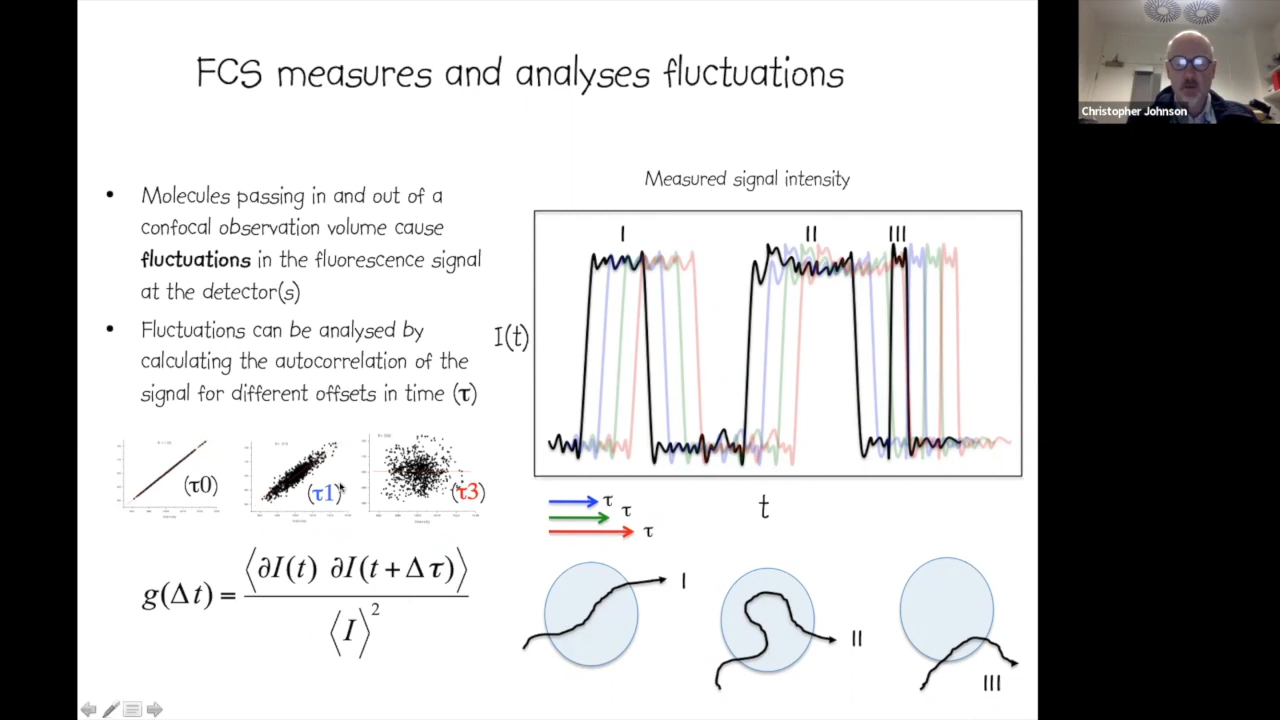 FCS measures and analyses fluctuations
Christopher Johnson
• Molecules passing in and out of a
confocal observation volume cause
fluctuations in the fluorescence signal
at the detector(s)
• Fluctuations can be analysed by
calculating the autocorrelation of the
signal for different offsets in time (τ)
(τ0)
(τ1)
(τ3)
g(Δt) = ⟨∂I(t) ∂I(t+Δτ)⟩ / ⟨I⟩²
Measured signal intensity
I II III
I(t)
t
τ
τ
τ
I
II
III